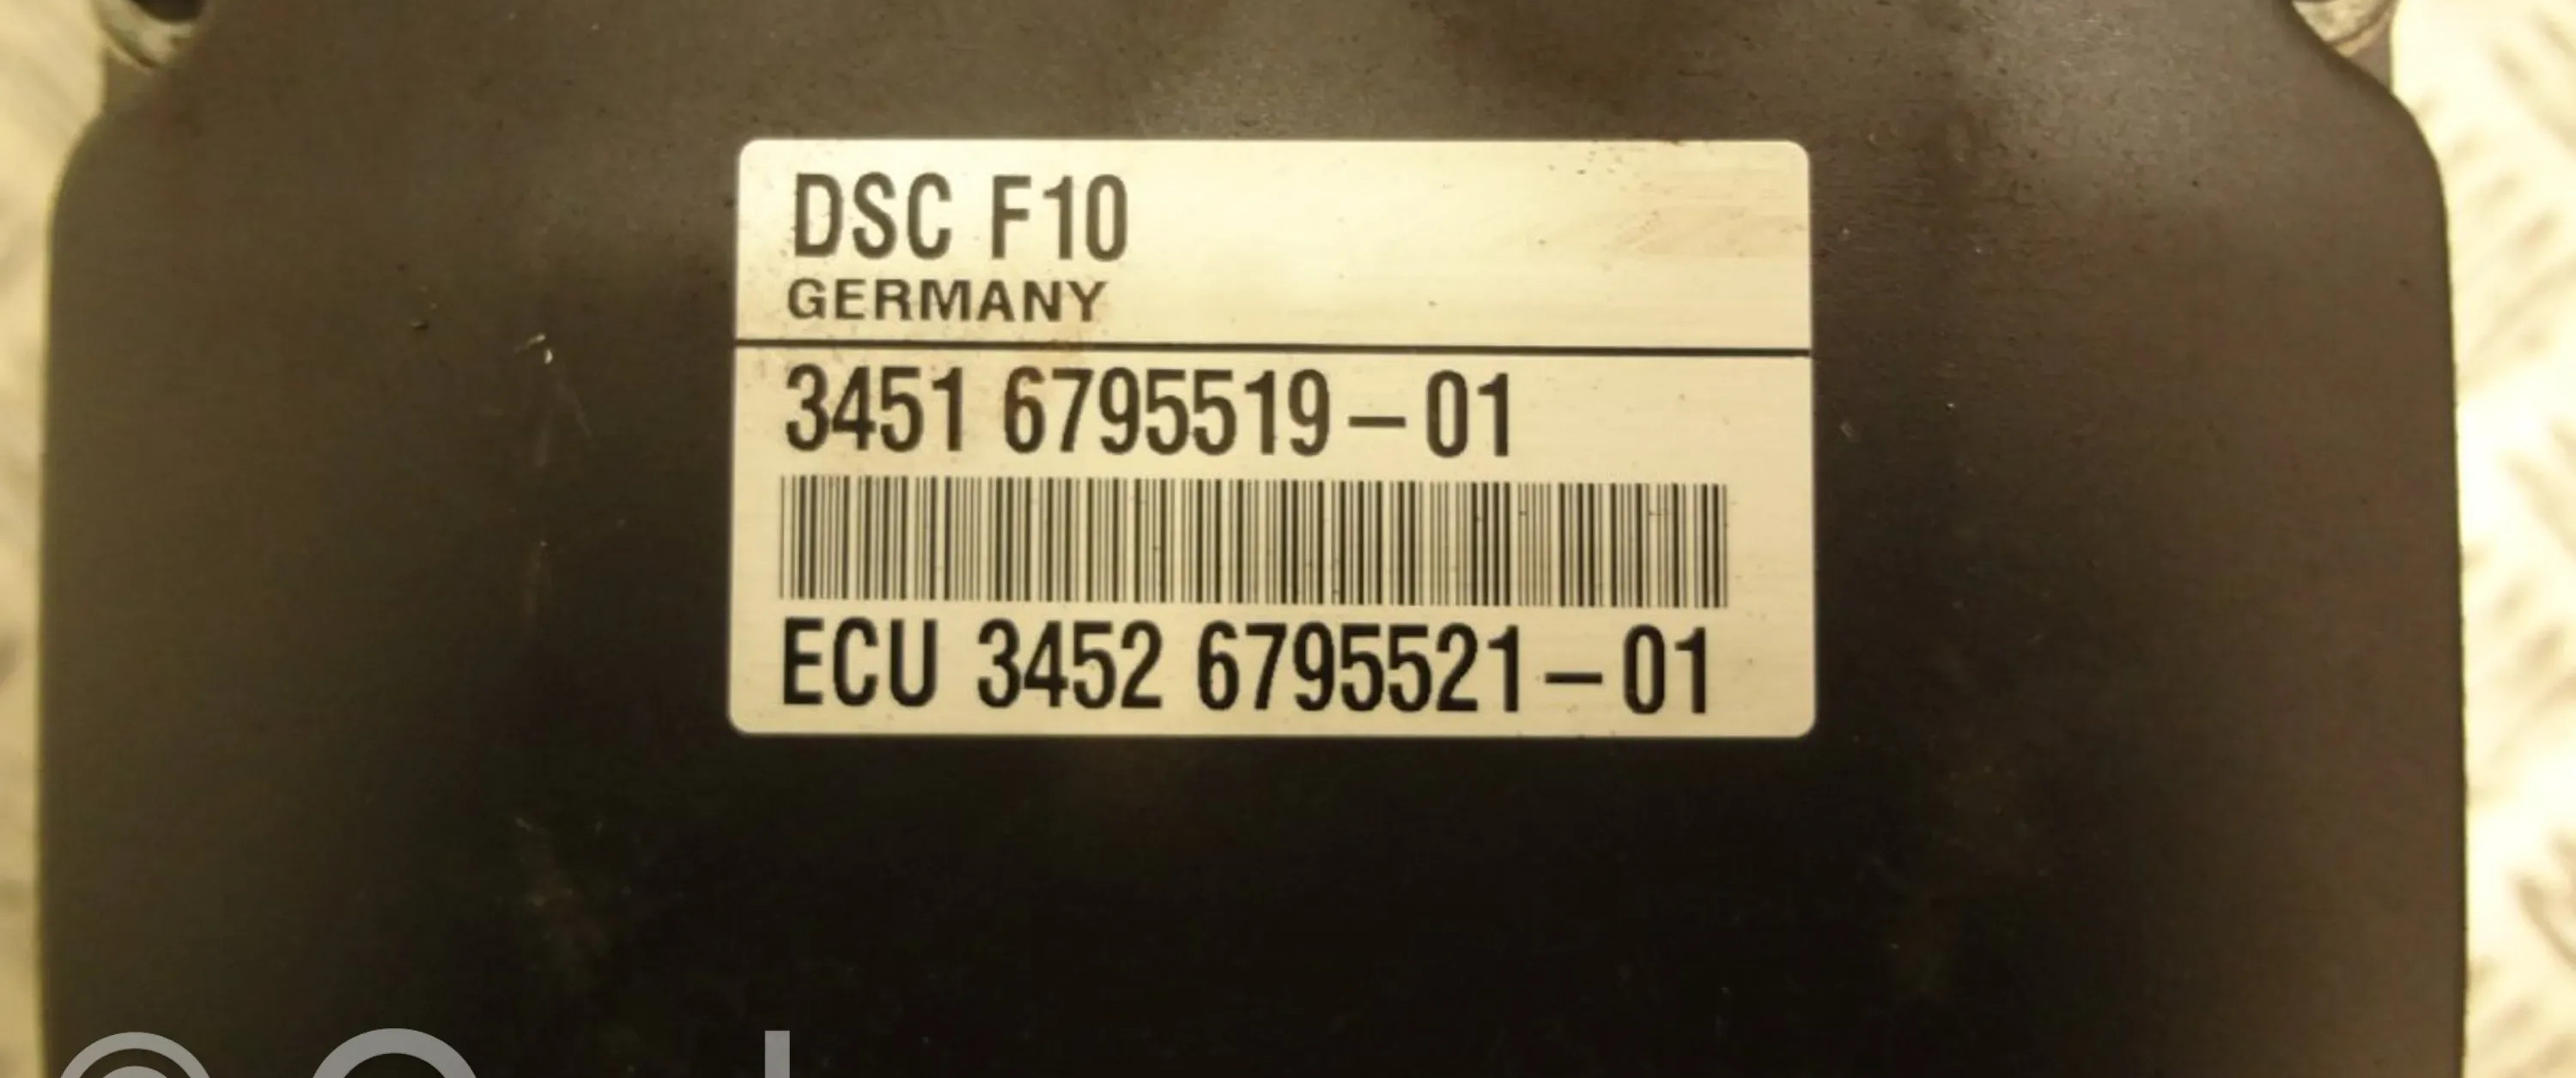 DSC F10
GERMANY
3451 6795519-01
ECU 3452 6795521-01